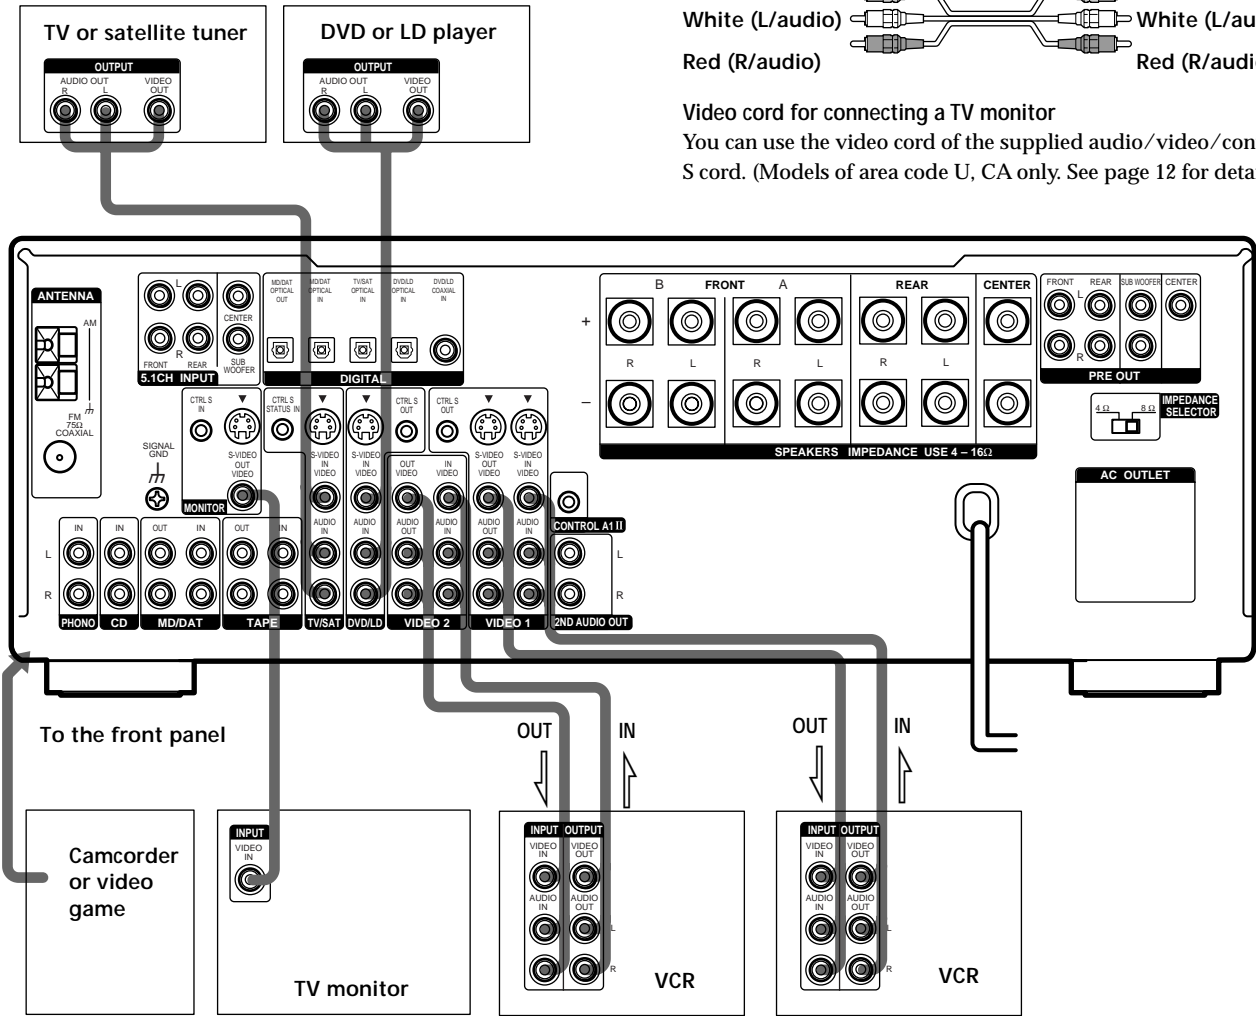 TV or satellite tuner
OUTPUT
AUDIO OUT
R L
VIDEO
OUT
DVD or LD player
OUTPUT
AUDIO OUT
R L
VIDEO
OUT
White (L/audio)
Red (R/audio)
White (L/au
Red (R/audi
Video cord for connecting a TV monitor
You can use the video cord of the supplied audio/video/con
S cord. (Models of area code U, CA only. See page 12 for deta
ANTENNA
AM
FM
75Ω
COAXIAL
L
R
FRONT REAR
CENTER
SUB
WOOFER
5.1CH INPUT
MD/DAT
OPTICAL
OUT
MD/DAT
OPTICAL
IN
TV/SAT
OPTICAL
IN
DVD/LD
OPTICAL
IN
DVD/LD
COAXIAL
IN
DIGITAL
B FRONT A
REAR
CENTER
+
R L R L R L
–
SPEAKERS IMPEDANCE USE 4 – 16Ω
FRONT REAR SUB WOOFER CENTER
L
R
PRE OUT
4 Ω 8 Ω
IMPEDANCE
SELECTOR
AC OUTLET
SIGNAL
GND
CTRL S
IN
S-VIDEO
OUT
VIDEO
MONITOR
CTRL S
STATUS IN
S-VIDEO
IN
VIDEO
S-VIDEO
IN
VIDEO
CTRL S
OUT
OUT
VIDEO
CTRL S
OUT
IN
VIDEO
S-VIDEO
OUT
VIDEO
S-VIDEO
IN
VIDEO
CONTROL A1 II
IN
IN
OUT IN
OUT IN
AUDIO
IN
AUDIO
IN
AUDIO
OUT
AUDIO
IN
AUDIO
OUT
AUDIO
IN
L
R
L
R
PHONO
CD
MD/DAT
TAPE
TV/SAT
DVD/LD
VIDEO 2
VIDEO 1
2ND AUDIO OUT
To the front panel
OUT IN
OUT IN
Camcorder
or video
game
INPUT
VIDEO
IN
TV monitor
INPUT OUTPUT
VIDEO
IN
VIDEO
OUT
AUDIO
IN
AUDIO
OUT
L
R
VCR
INPUT OUTPUT
VIDEO
IN
VIDEO
OUT
AUDIO
IN
AUDIO
OUT
L
R
VCR